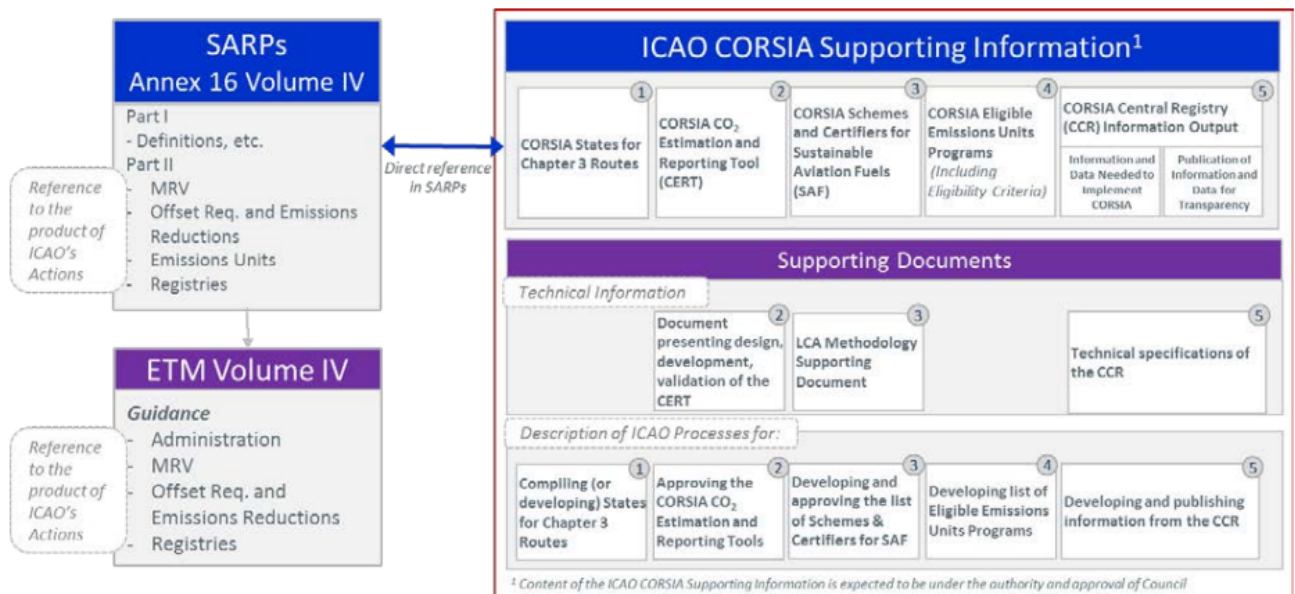 SARPs
Annex 16 Volume IV
Part I
- Definitions, etc.
Part II
- MRV
- Offset Req. and Emissions
Reductions
- Emissions Units
- Registries
Reference
to the
product of
ICAO's
Actions
Direct reference
in SARPs
ETM Volume IV
Guidance
- Administration
- MRV
- Offset Req. and
Emissions Reductions
- Registries
Reference
to the
product of
ICAO's
Actions
ICAO CORSIA Supporting Information¹
1
CORSIA States for
Chapter 3 Routes
2
CORSIA CO₂
Estimation and
Reporting Tool
(CERT)
3
CORSIA Schemes
and Certifiers for
Sustainable
Aviation Fuels
(SAF)
4
CORSIA Eligible
Emissions Units
Programs
(Including
Eligibility Criteria)
5
CORSIA Central Registry
(CCR) Information Output
Information and
Data Needed to
Implement
CORSIA
Publication of
Information and
Data for
Transparency
Supporting Documents
Technical Information
2
Document
presenting design,
development,
validation of the
CERT
3
LCA Methodology
Supporting
Document
5
Technical specifications of
the CCR
Description of ICAO Processes for:
1
Compiling (or
developing) States
for Chapter 3
Routes
2
Approving the
CORSIA CO₂
Estimation and
Reporting Tools
3
Developing and
approving the list
of Schemes &
Certifiers for SAF
4
Developing list of
Eligible Emissions
Units Programs
5
Developing and publishing
information from the CCR
¹ Content of the ICAO CORSIA Supporting Information is expected to be under the authority and approval of Council